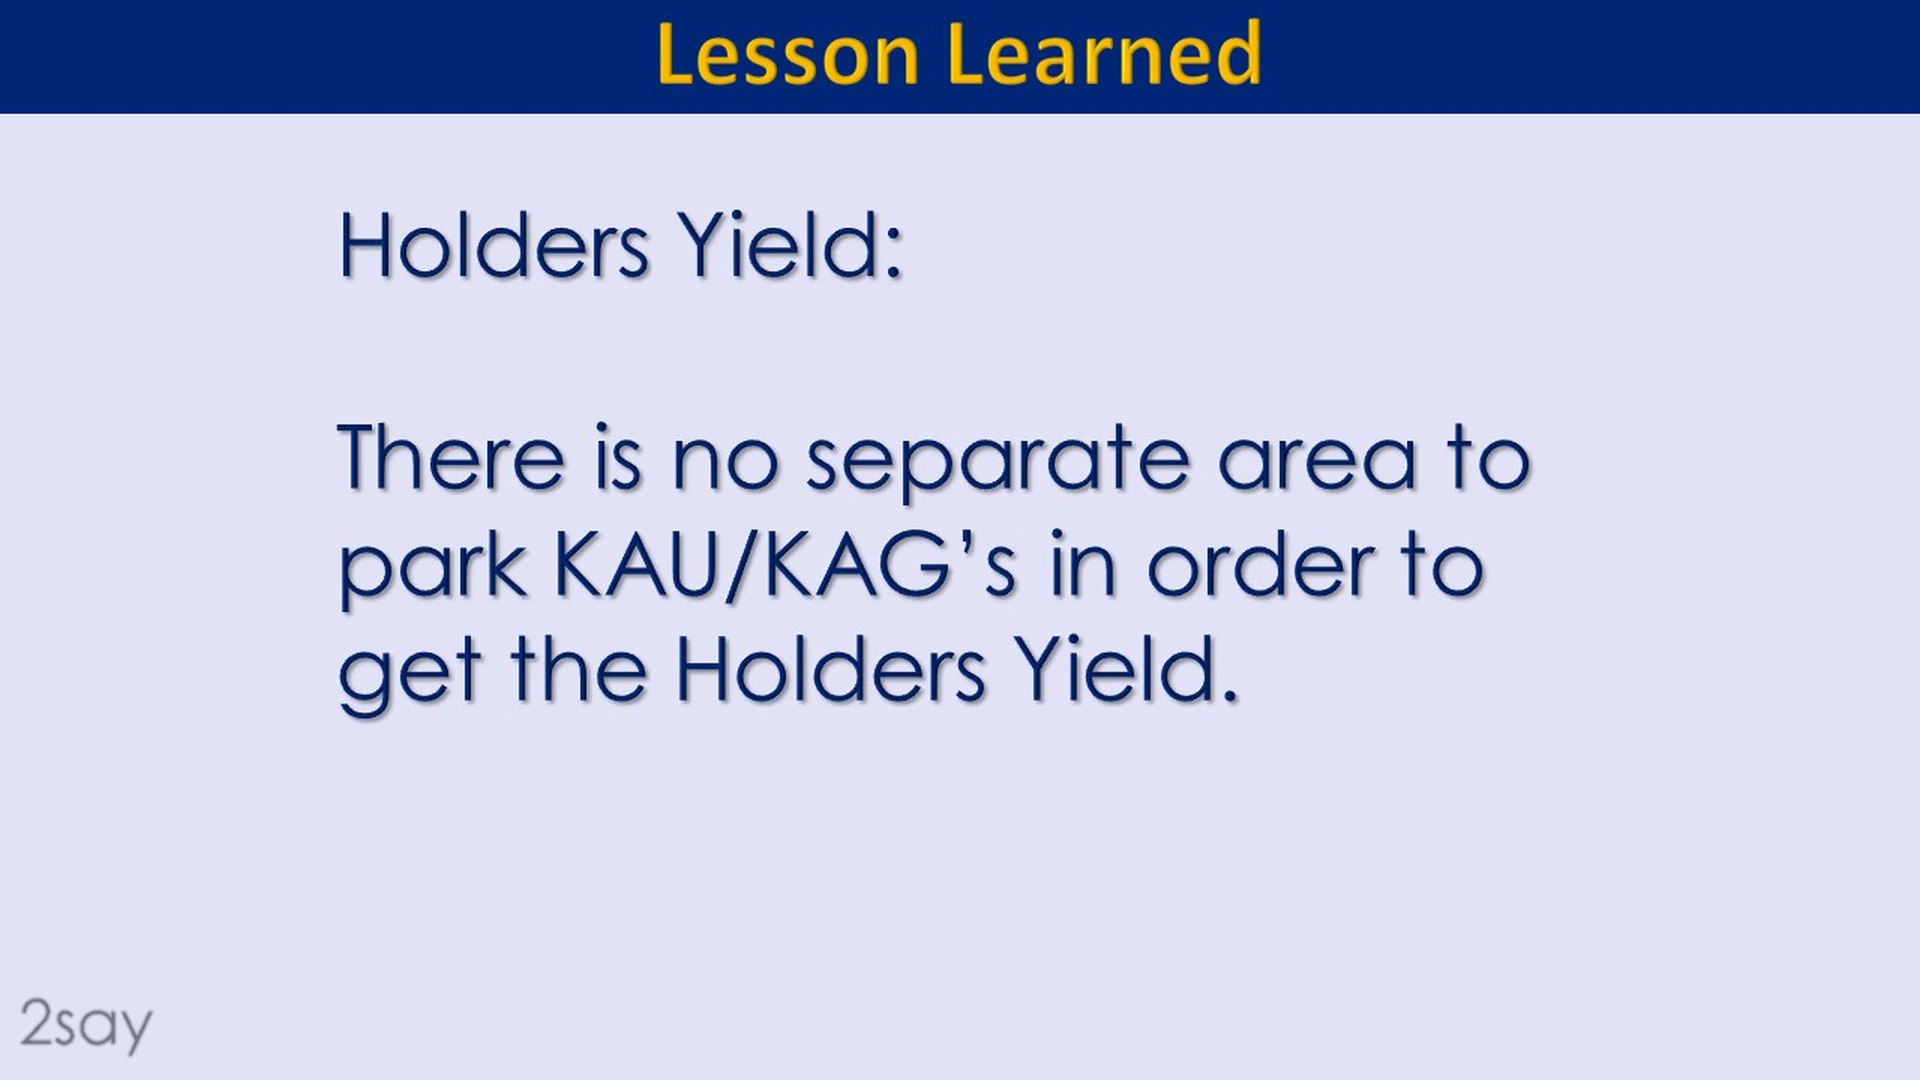 Lesson Learned
Holders Yield:
There is no separate area to
park KAU/KAG’s in order to
get the Holders Yield.
2say